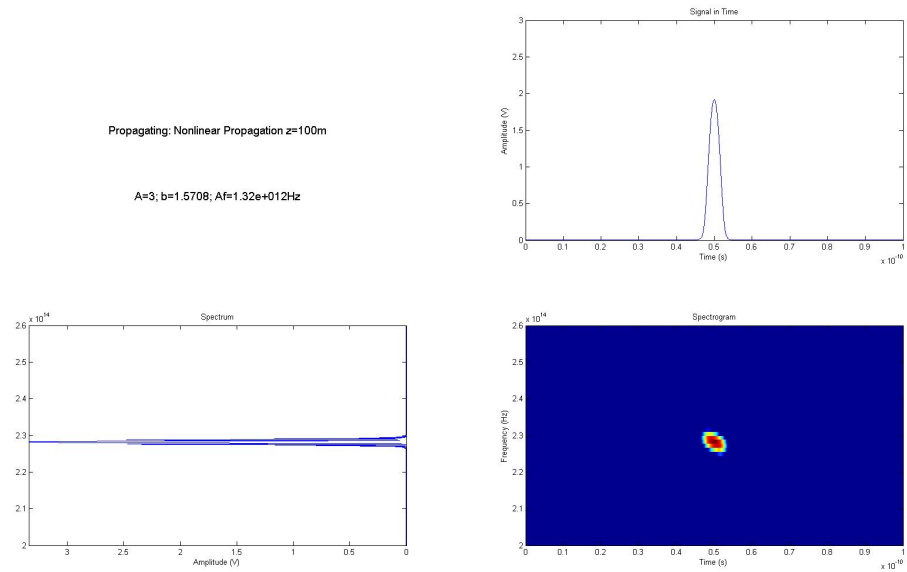 Propagating: Nonlinear Propagation z=100m
A=3; b=1.5708; Af=1.32e+012Hz
Signal in Time
3
2.5
2
1.5
1
0.5
0
Amplitude (V)
0 0.1 0.2 0.3 0.4 0.5 0.6 0.7 0.8 0.9 1
Time (s)
x 10^-10
Spectrum
x 10^14
2.6
2.5
2.4
2.3
2.2
2.1
2
3 2.5 2 1.5 1 0.5 0
Amplitude (V)
Spectrogram
x 10^14
2.6
2.5
2.4
2.3
2.2
2.1
2
Frequency (Hz)
0 0.1 0.2 0.3 0.4 0.5 0.6 0.7 0.8 0.9 1
Time (s)
x 10^-10